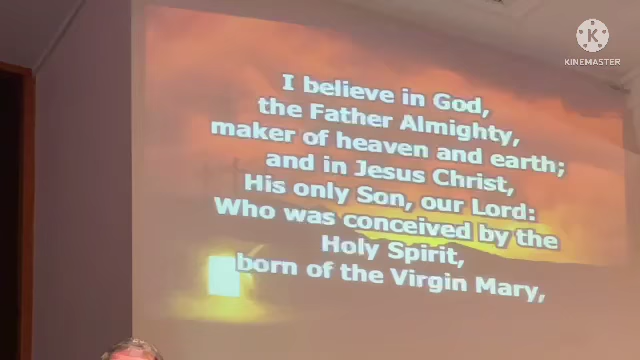 K
KINEMASTER
I believe in God,
the Father Almighty,
maker of heaven and earth;
and in Jesus Christ,
His only Son, our Lord:
Who was conceived by the
Holy Spirit,
born of the Virgin Mary,